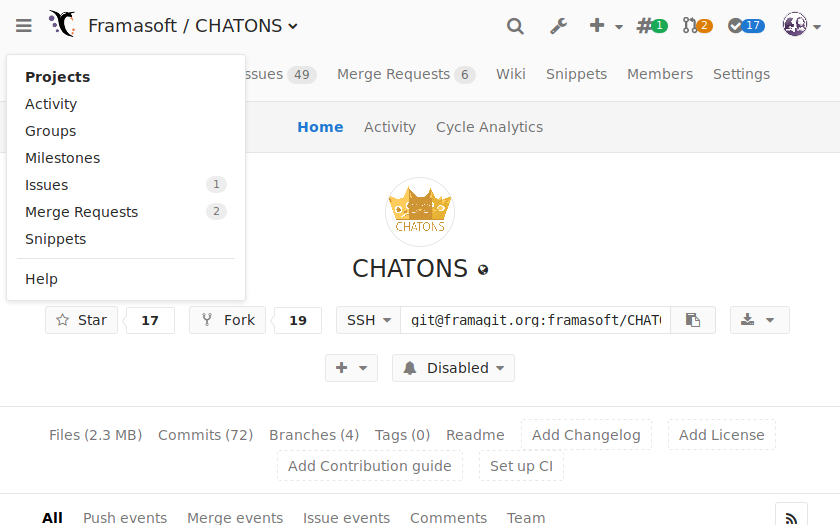 Framasoft / CHATONS
1 2 17
Projects
Activity
Groups
Milestones
Issues 1
Merge Requests 2
Snippets
Help
ssues 49 Merge Requests 6 Wiki Snippets Members Settings
Home Activity Cycle Analytics
CHATONS
CHATONS
Star 17 Fork 19 SSH git@framagit.org:framasoft/CHATO
Disabled
Files (2.3 MB) Commits (72) Branches (4) Tags (0) Readme Add Changelog Add License
Add Contribution guide Set up CI
All Push events Merge events Issue events Comments Team